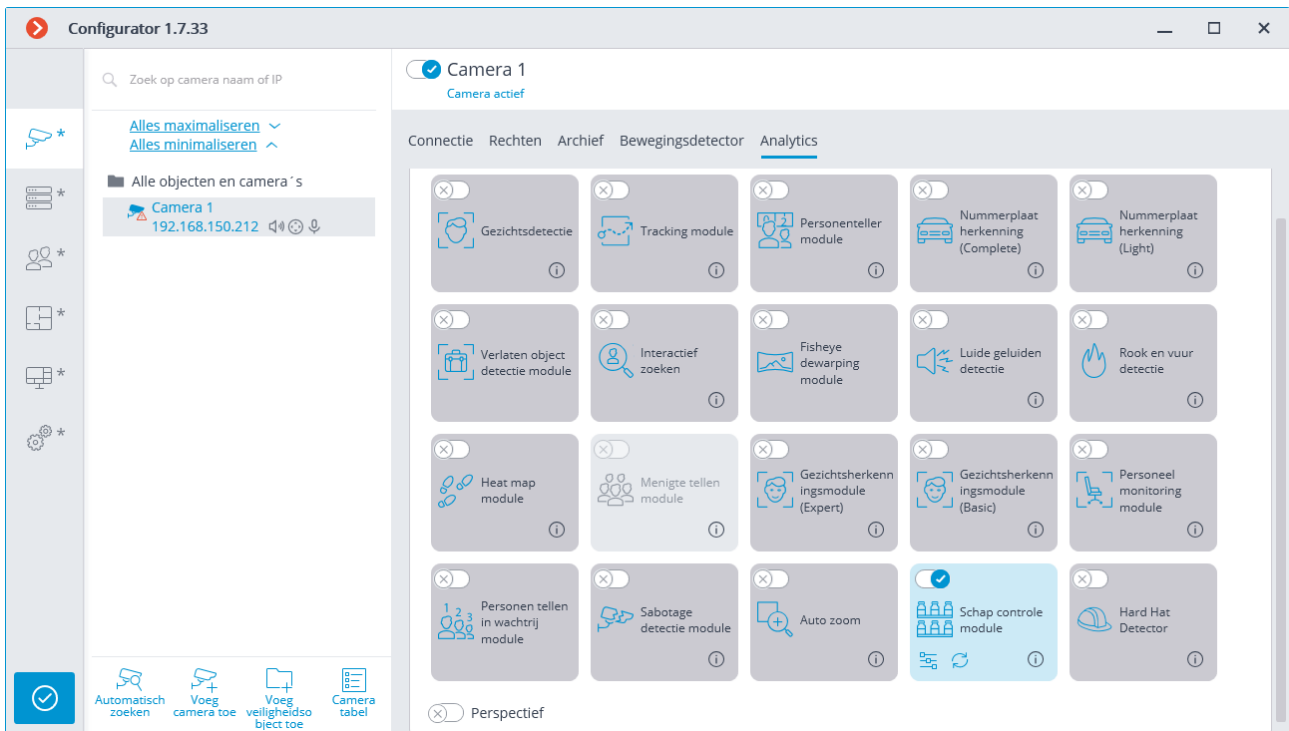 Configurator 1.7.33
Zoek op camera naam of IP
Alles maximaliseren
Alles minimaliseren
Alle objecten en camera´s
Camera 1
192.168.150.212
Automatisch
zoeken
Voeg
camera toe
Voeg
veiligheidso
bject toe
Camera
tabel
Camera 1
Camera actief
Connectie Rechten Archief Bewegingsdetector Analytics
Gezichtsdetectie
Tracking module
Personenteller
module
Nummerplaat
herkenning
(Complete)
Nummerplaat
herkenning
(Light)
Verlaten object
detectie module
Interactief
zoeken
Fisheye
dewarping
module
Luide geluiden
detectie
Rook en vuur
detectie
Heat map
module
Menigte tellen
module
Gezichtsherkenn
ingsmodule
(Expert)
Gezichtsherkenn
ingsmodule
(Basic)
Personeel
monitoring
module
Personen tellen
in wachtrij
module
Sabotage
detectie module
Auto zoom
Schap controle
module
Hard Hat
Detector
Perspectief